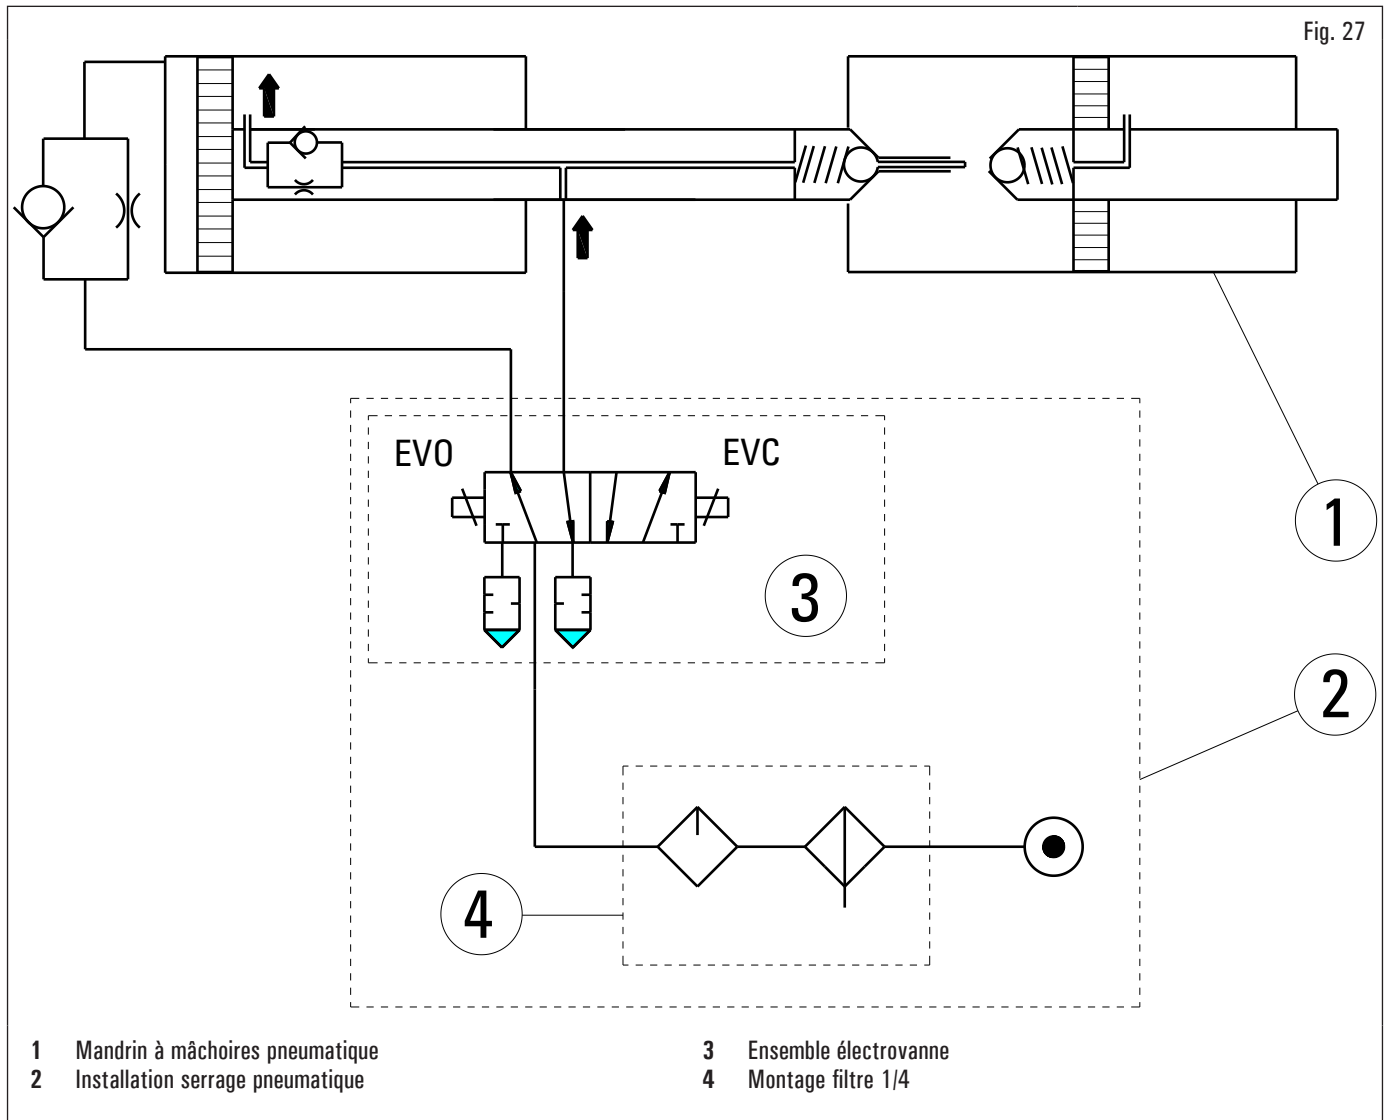 Fig. 27
EVO
EVC
1
3
2
4
1 Mandrin à mâchoires pneumatique
2 Installation serrage pneumatique
3 Ensemble électrovanne
4 Montage filtre 1/4